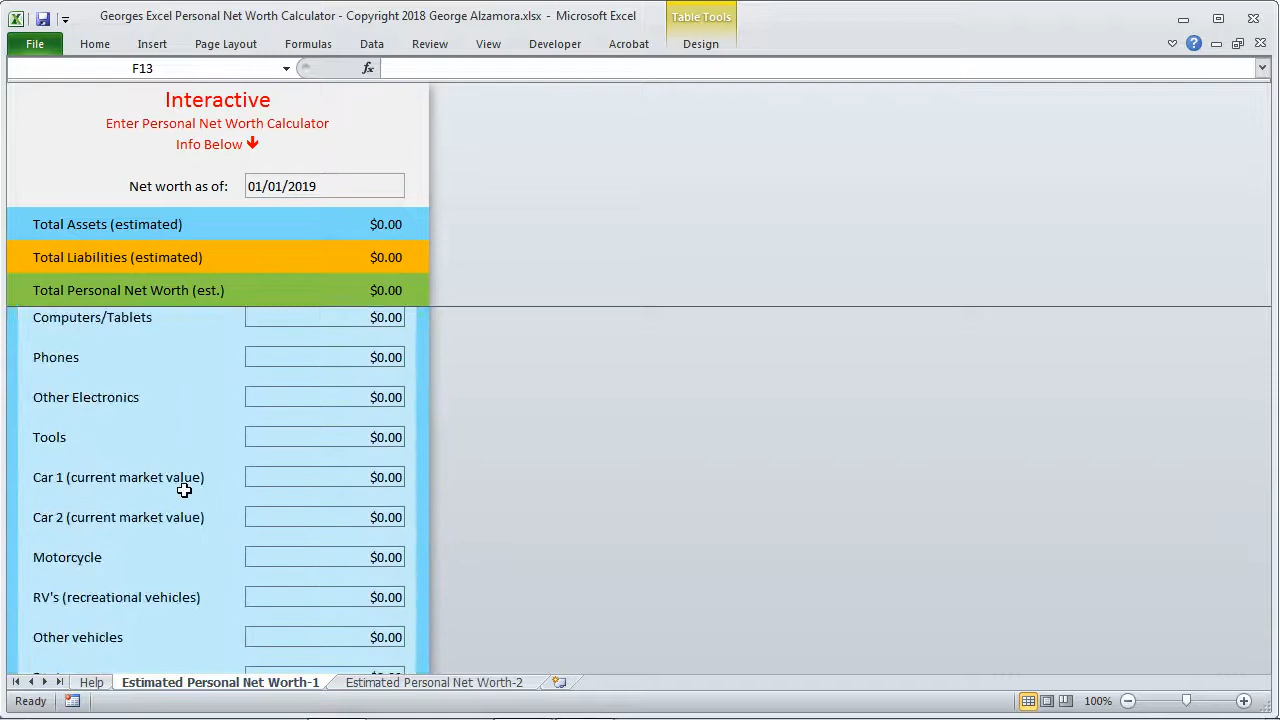 Georges Excel Personal Net Worth Calculator - Copyright 2018 George Alzamora.xlsx - Microsoft Excel
Table Tools
File Home Insert Page Layout Formulas Data Review View Developer Acrobat Design
F13 fx
Interactive
Enter Personal Net Worth Calculator
Info Below
Net worth as of: 01/01/2019
Total Assets (estimated) $0.00
Total Liabilities (estimated) $0.00
Total Personal Net Worth (est.) $0.00
Computers/Tablets $0.00
Phones $0.00
Other Electronics $0.00
Tools $0.00
Car 1 (current market value) $0.00
Car 2 (current market value) $0.00
Motorcycle $0.00
RV's (recreational vehicles) $0.00
Other vehicles $0.00
Help Estimated Personal Net Worth-1 Estimated Personal Net Worth-2
Ready 100%